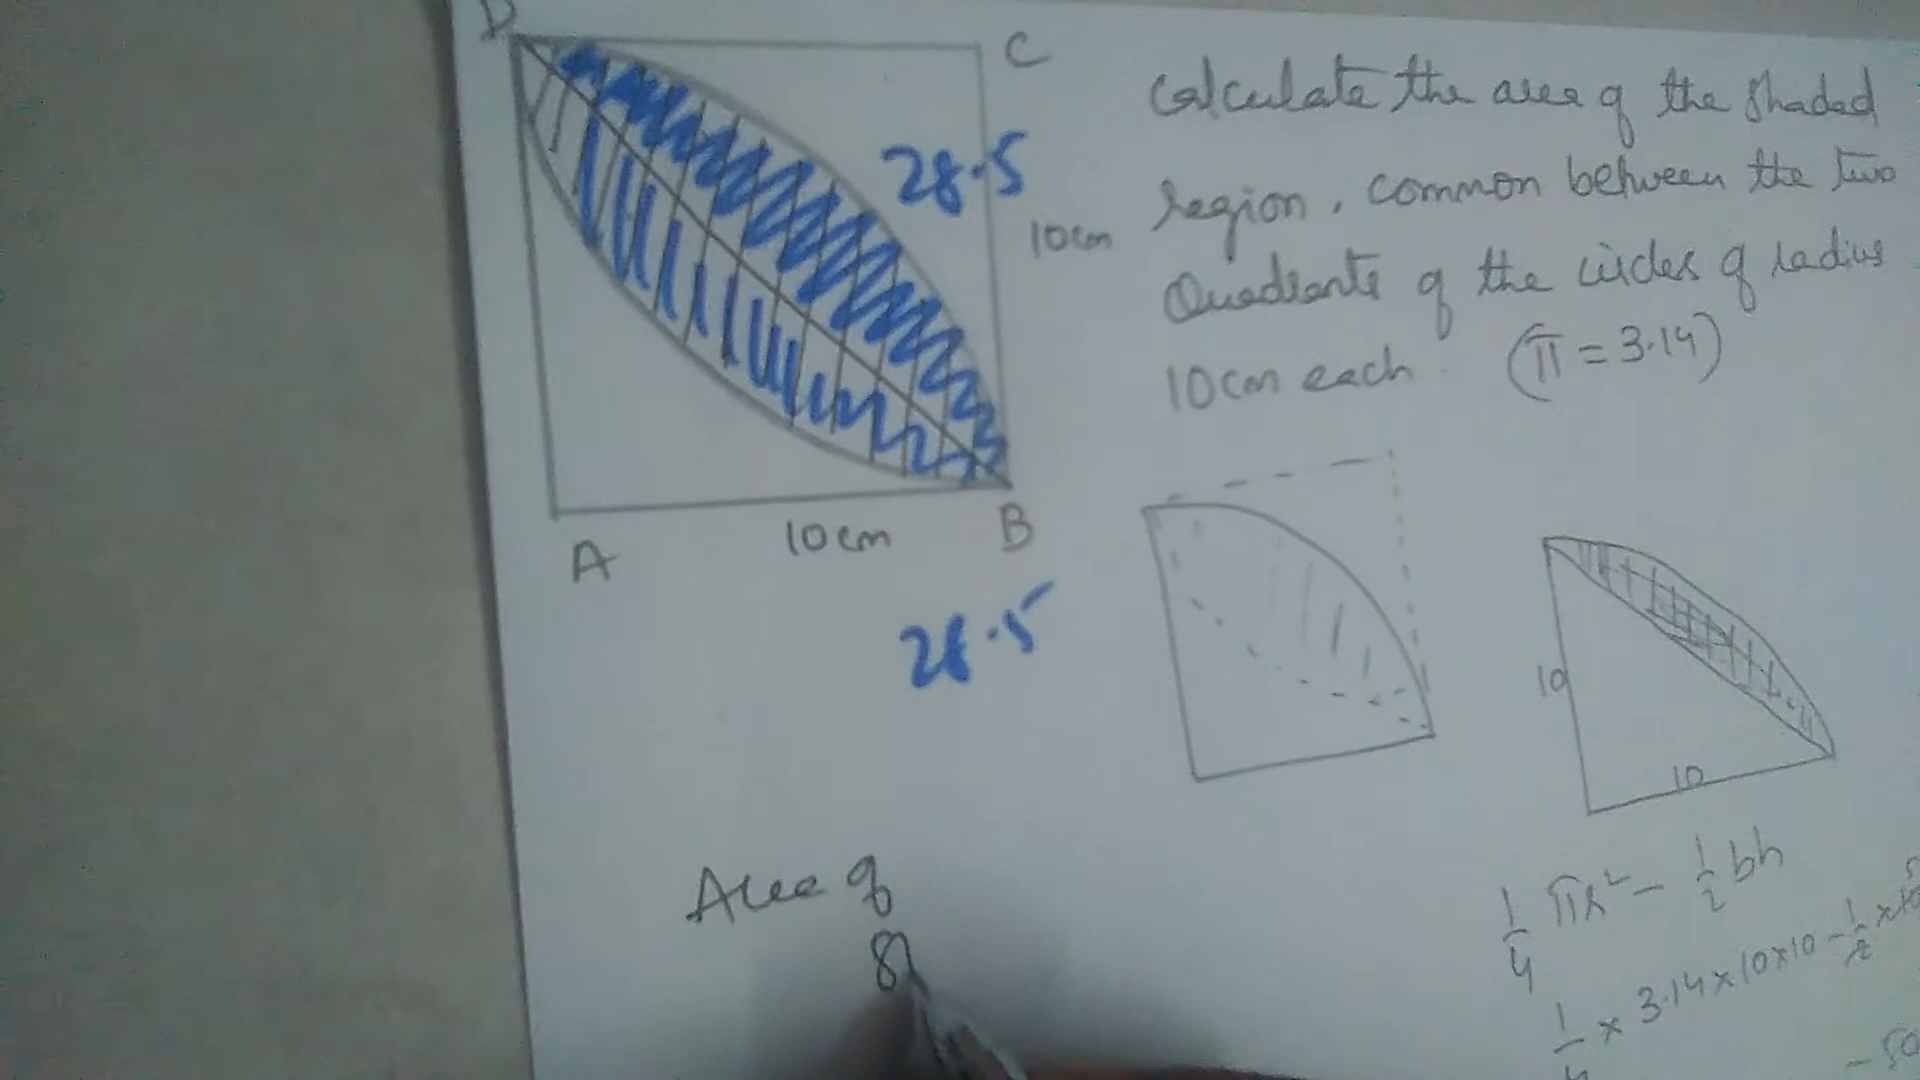 D
C
28.5
10cm
Calculate the area of the shaded
region, common between the two
Quadrants of the circles of radius
10cm each (π = 3.14)
A
10cm
B
28.5
10
10
Area of
1/4 πr² - 1/2 bh
1/4 × 3.14 × 10×10 - 1/2 ×
- 50